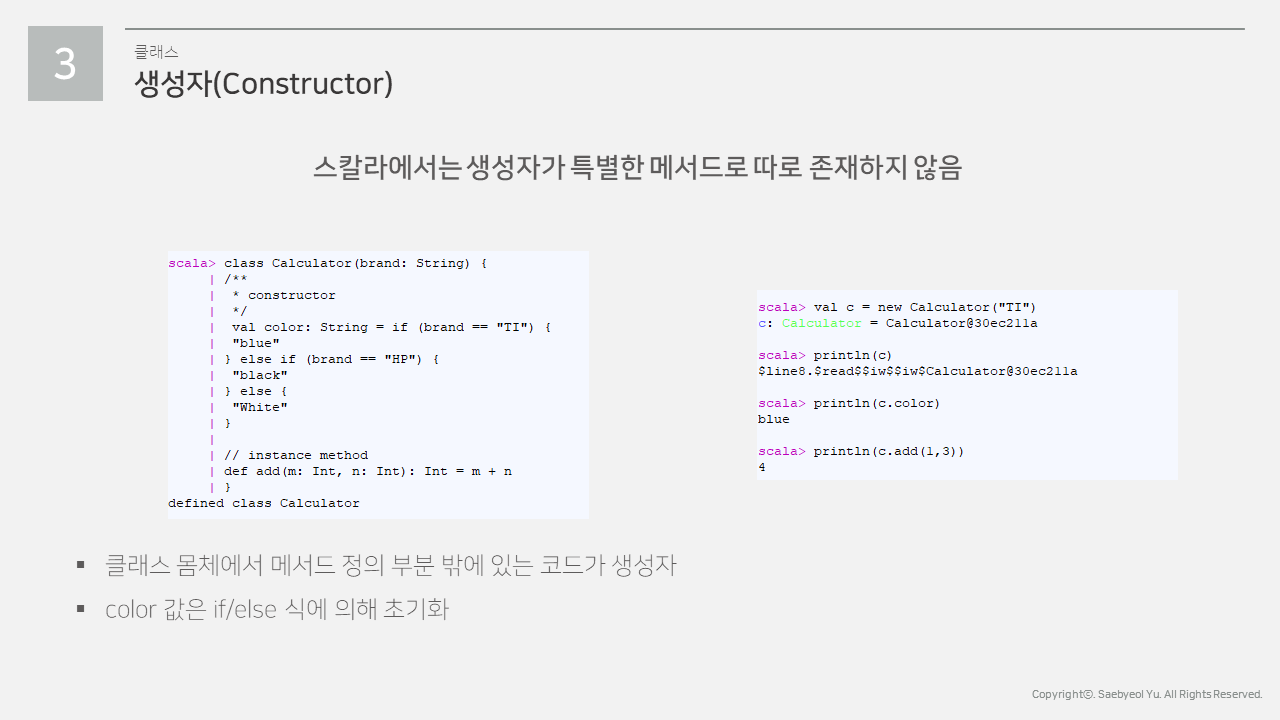 3
클래스
생성자(Constructor)
스칼라에서는 생성자가 특별한 메서드로 따로 존재하지 않음
scala> class Calculator(brand: String) {
| /**
| * constructor
| */
| val color: String = if (brand == "TI") {
| "blue"
| } else if (brand == "HP") {
| "black"
| } else {
| "White"
| }
|
| // instance method
| def add(m: Int, n: Int): Int = m + n
| }
defined class Calculator
scala> val c = new Calculator("TI")
c: Calculator = Calculator@30ec211a
scala> println(c)
$line8.$read$$iw$$iw$Calculator@30ec211a
scala> println(c.color)
blue
scala> println(c.add(1,3))
4
▪ 클래스 몸체에서 메서드 정의 부분 밖에 있는 코드가 생성자
▪ color 값은 if/else 식에 의해 초기화
Copyrightⓒ. Saebyeol Yu. All Rights Reserved.